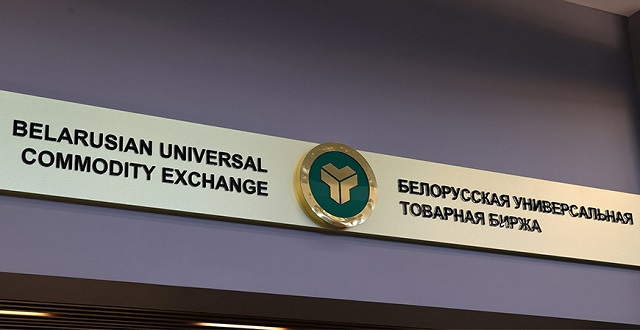 BELARUSIAN UNIVERSAL
COMMODITY EXCHANGE
БЕЛОРУССКАЯ УНИВЕРСАЛЬНАЯ
ТОВАРНАЯ БИРЖА